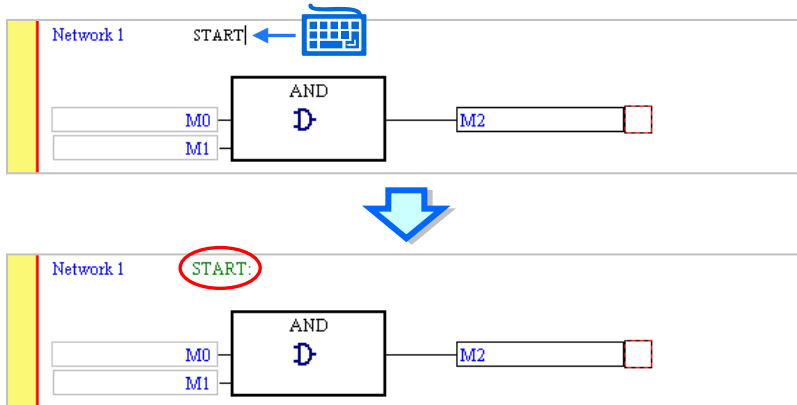 Network 1 START
AND
M0 M2
M1
Network 1 START:
AND
M0 M2
M1